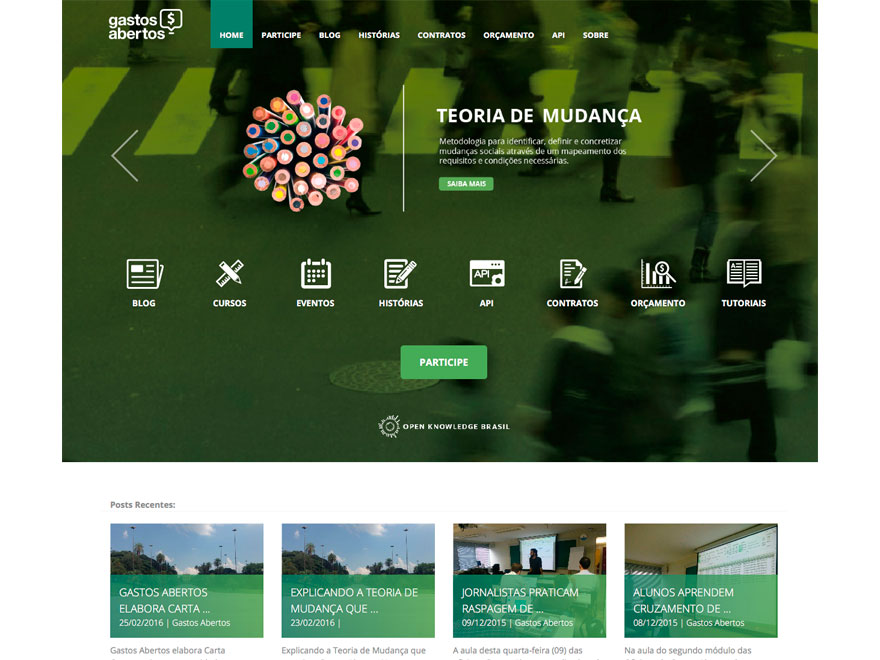 gastos
abertos
$
HOME PARTICIPE BLOG HISTÓRIAS CONTRATOS ORÇAMENTO API SOBRE
TEORIA DE MUDANÇA
Metodologia para identificar, definir e concretizar
mudanças sociais através de um mapeamento dos
requisitos e condições necessárias.
SAIBA MAIS
API
$
BLOG CURSOS EVENTOS HISTÓRIAS API CONTRATOS ORÇAMENTO TUTORIAIS
PARTICIPE
OPEN KNOWLEDGE BRASIL
Posts Recentes:
GASTOS ABERTOS
ELABORA CARTA ...
25/02/2016 | Gastos Abertos
Gastos Abertos elabora Carta
EXPLICANDO A TEORIA DE
MUDANÇA QUE ...
23/02/2016 |
Explicando a Teoria de Mudança que
JORNALISTAS PRATICAM
RASPAGEM DE ...
09/12/2015 | Gastos Abertos
A aula desta quarta-feira (09) das
ALUNOS APRENDEM
CRUZAMENTO DE ...
08/12/2015 | Gastos Abertos
Na aula do segundo módulo das